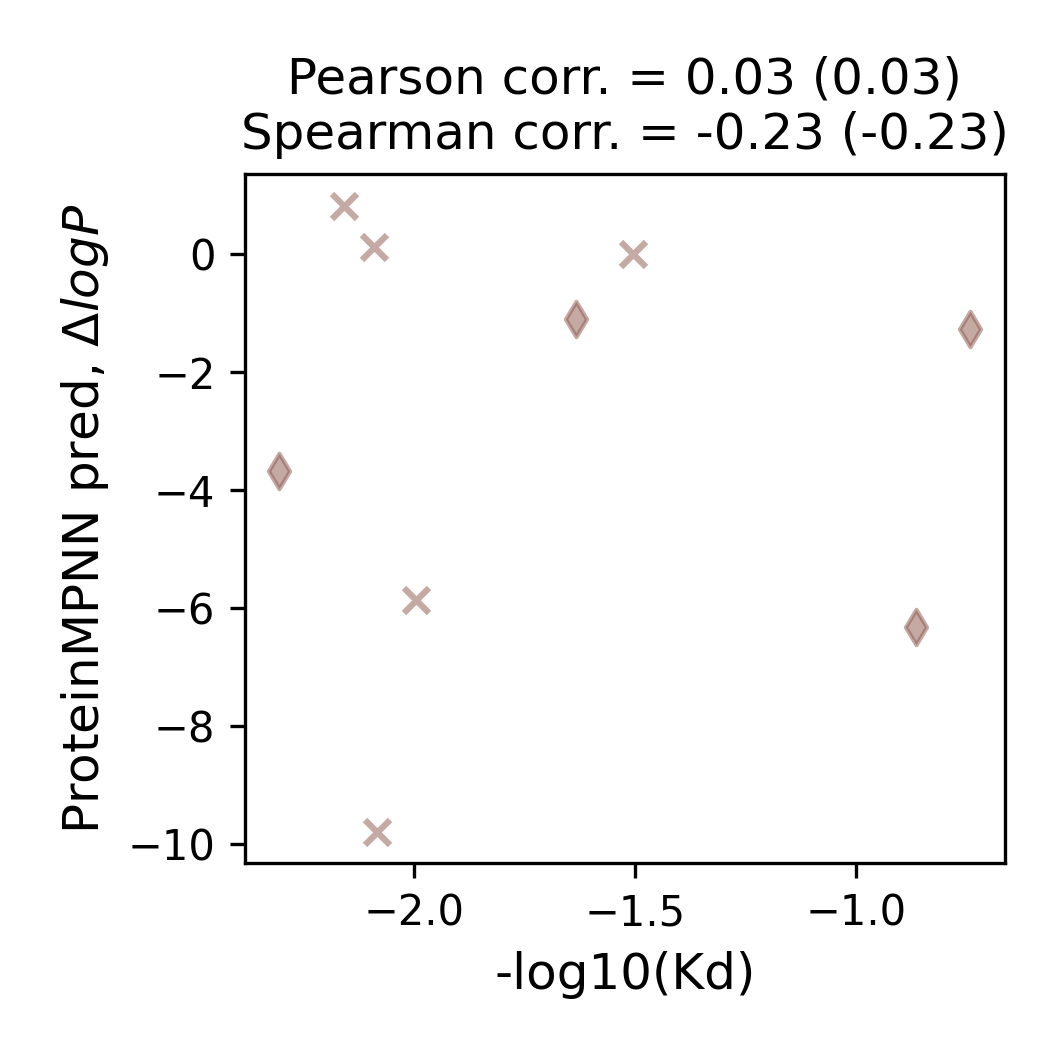 Pearson corr. = 0.03 (0.03)
Spearman corr. = -0.23 (-0.23)
ProteinMPNN pred, ΔlogP
0
−2
−4
−6
−8
−10
−2.0
−1.5
−1.0
-log10(Kd)